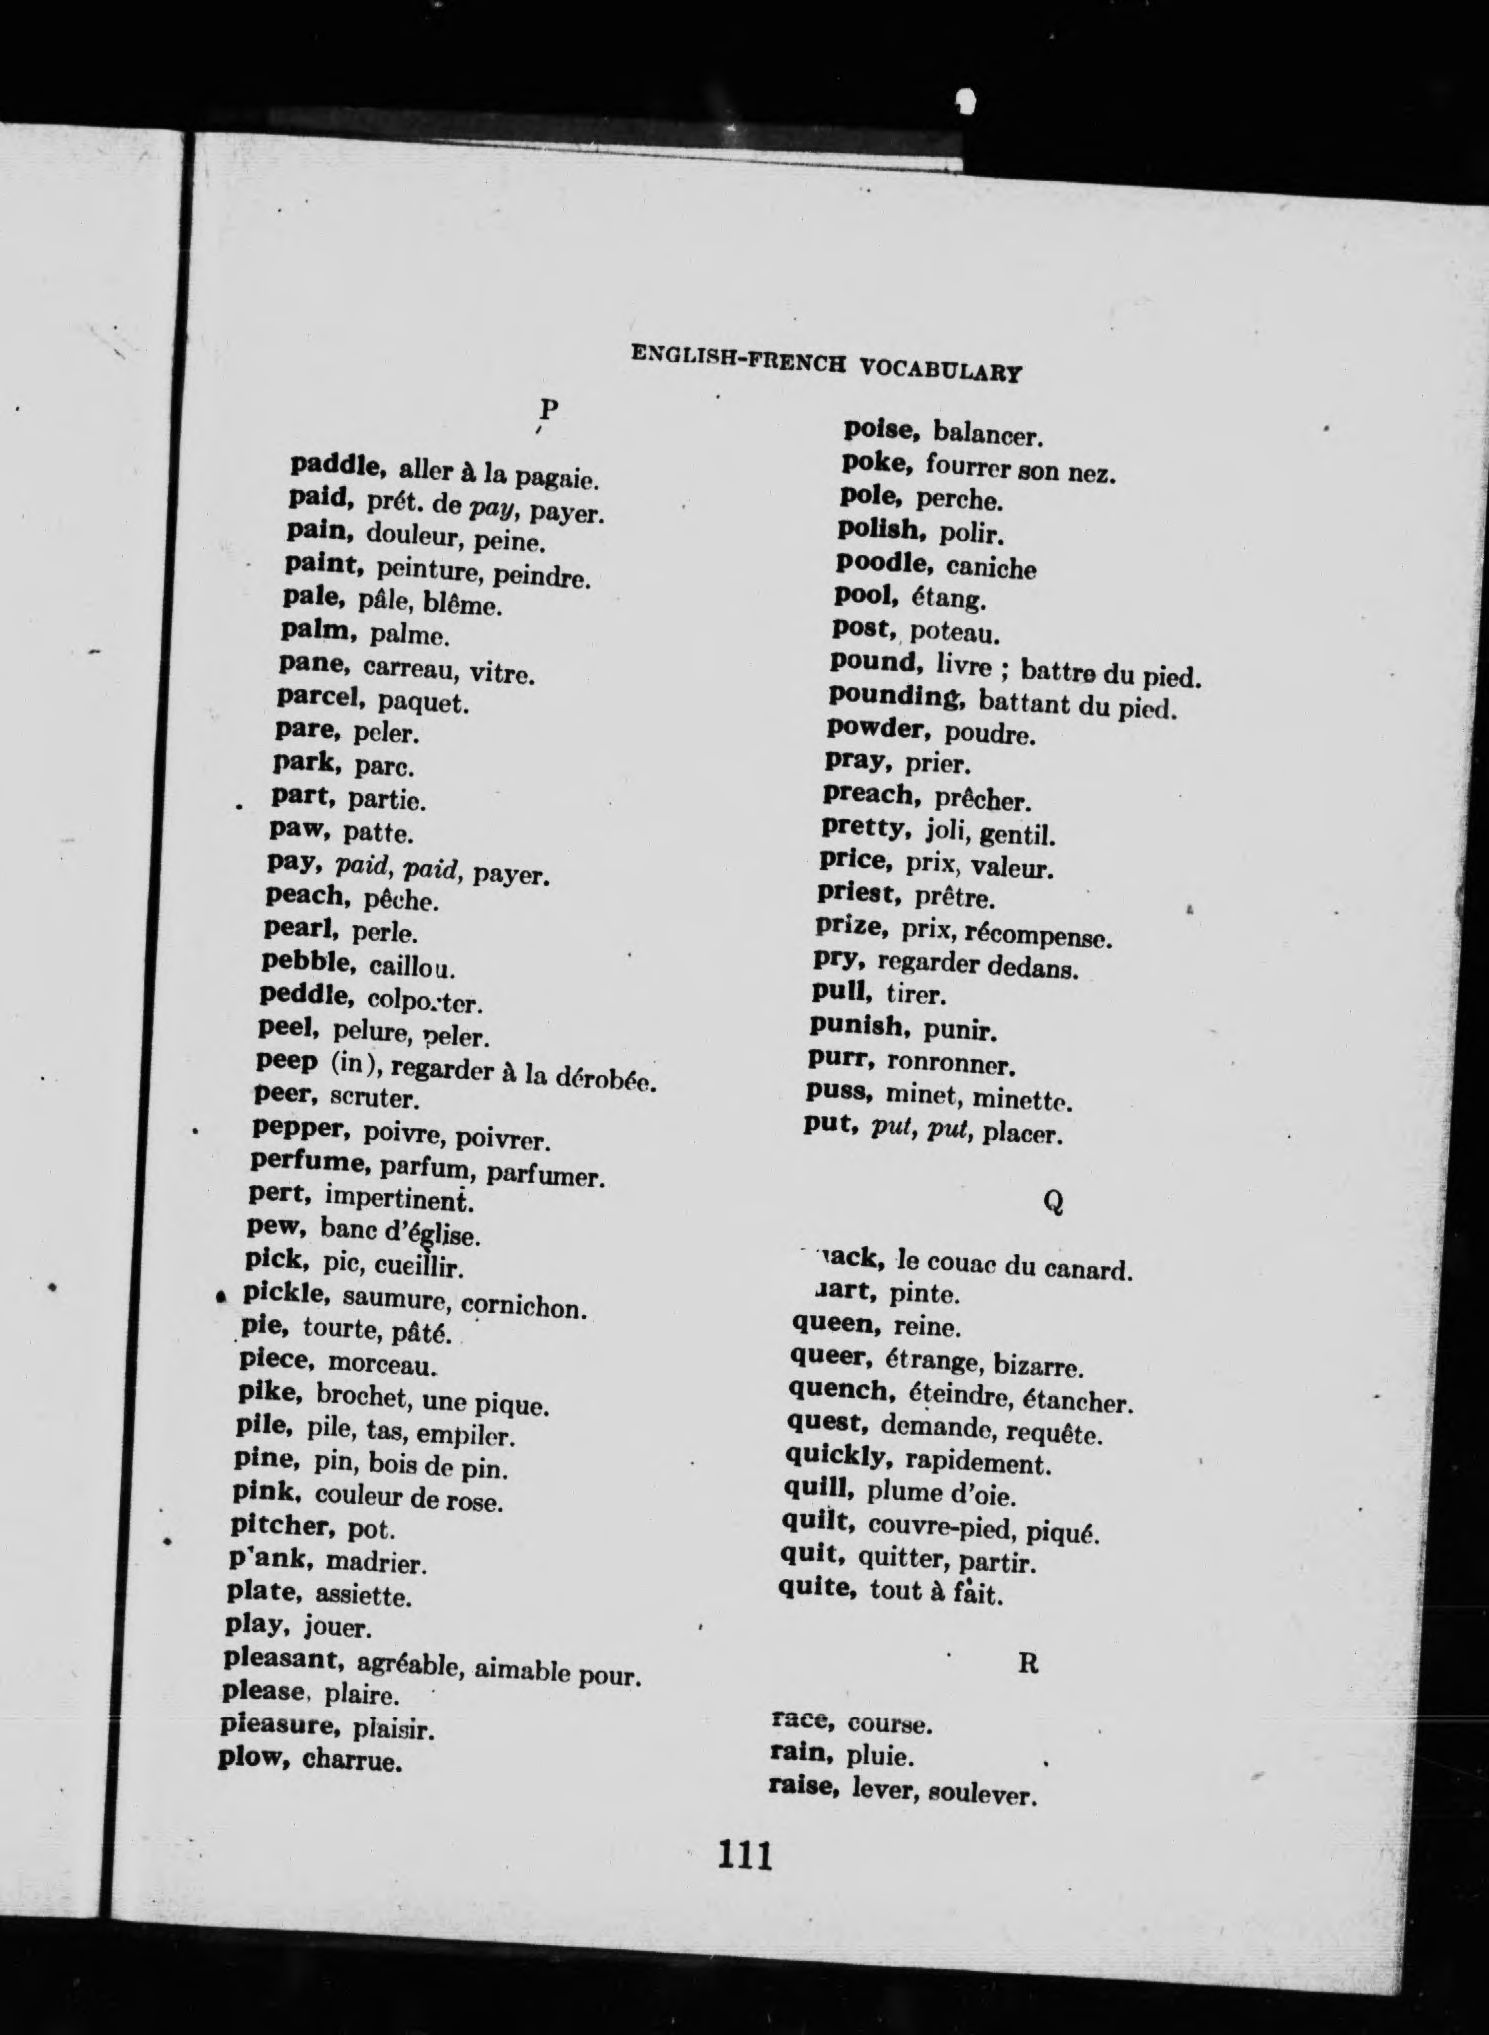 ENGLISH-FRENCH VOCABULARY
P
paddle, aller à la pagaie.
paid, prét. de pay, payer.
pain, douleur, peine.
paint, peinture, peindre.
pale, pâle, blême.
palm, palme.
pane, carreau, vitre.
parcel, paquet.
pare, peler.
park, parc.
part, partie.
paw, patte.
pay, paid, paid, payer.
peach, pêche.
pearl, perle.
pebble, caillou.
peddle, colporter.
peel, pelure, peler.
peep (in), regarder à la dérobée.
peer, scruter.
pepper, poivre, poivrer.
perfume, parfum, parfumer.
pert, impertinent.
pew, banc d'église.
pick, pic, cueillir.
pickle, saumure, cornichon.
pie, tourte, pâté.
piece, morceau.
pike, brochet, une pique.
pile, pile, tas, empiler.
pine, pin, bois de pin.
pink, couleur de rose.
pitcher, pot.
plank, madrier.
plate, assiette.
play, jouer.
pleasant, agréable, aimable pour.
please, plaire.
pleasure, plaisir.
plow, charrue.
poise, balancer.
poke, fourrer son nez.
pole, perche.
polish, polir.
poodle, caniche
pool, étang.
post, poteau.
pound, livre ; battre du pied.
pounding, battant du pied.
powder, poudre.
pray, prier.
preach, prêcher.
pretty, joli, gentil.
price, prix, valeur.
priest, prêtre.
prize, prix, récompense.
pry, regarder dedans.
pull, tirer.
punish, punir.
purr, ronronner.
puss, minet, minette.
put, put, put, placer.
Q
uack, le couac du canard.
uart, pinte.
queen, reine.
queer, étrange, bizarre.
quench, éteindre, étancher.
quest, demande, requête.
quickly, rapidement.
quill, plume d'oie.
quilt, couvre-pied, piqué.
quit, quitter, partir.
quite, tout à fait.
R
race, course.
rain, pluie.
raise, lever, soulever.
111